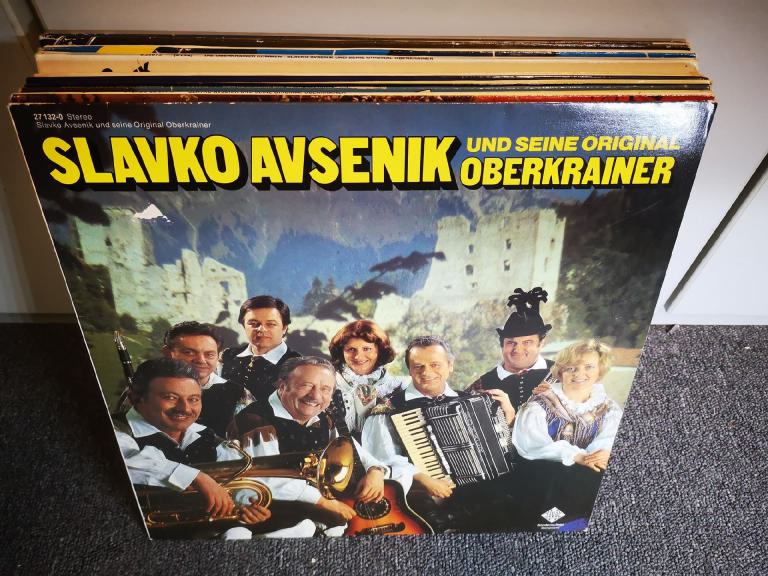 27 132-0 Stereo
Slavko Avsenik und seine Original Oberkrainer
SLAVKO AVSENIK UND SEINE ORIGINAL
OBERKRAINER